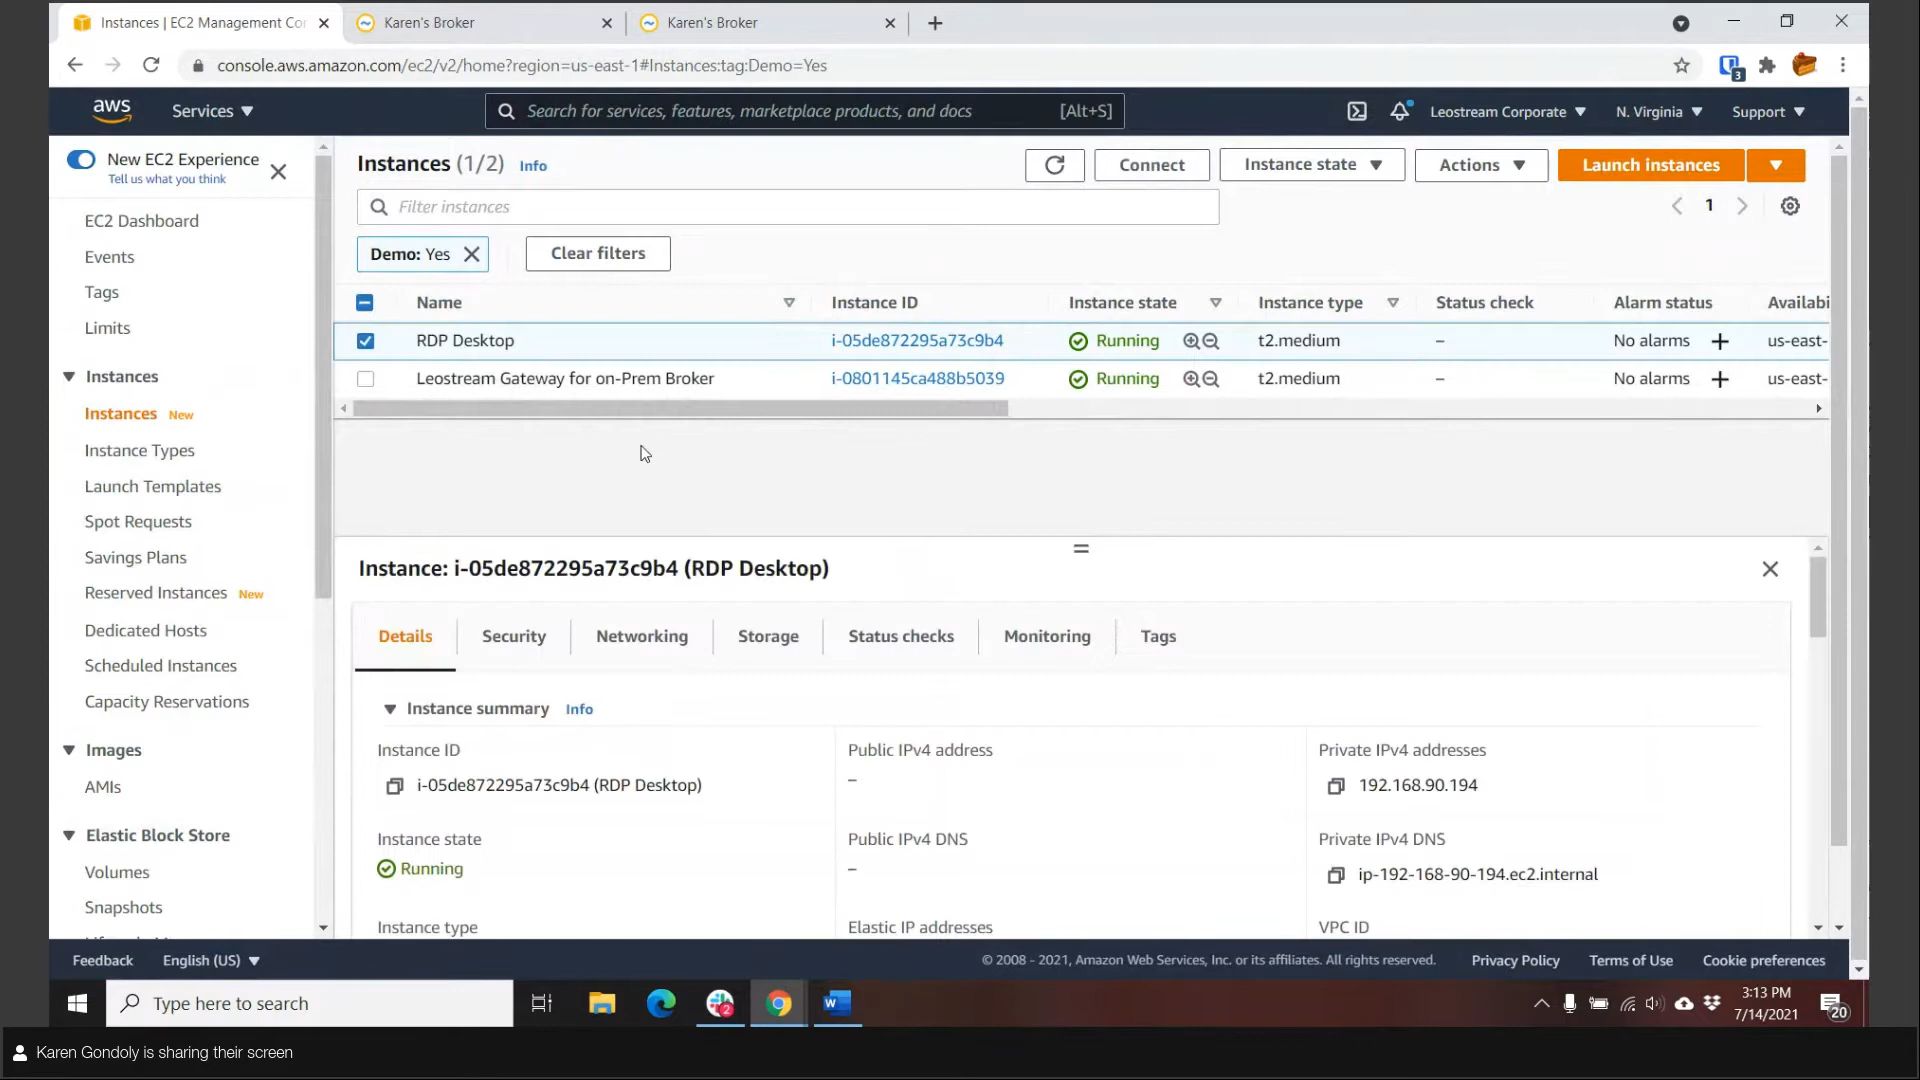 Instances | EC2 Management Cor
Karen's Broker
Karen's Broker
console.aws.amazon.com/ec2/v2/home?region=us-east-1#Instances:tag:Demo=Yes
3
aws
Services
Search for services, features, marketplace products, and docs
[Alt+S]
Leostream Corporate
N. Virginia
Support
New EC2 Experience
Tell us what you think
EC2 Dashboard
Events
Tags
Limits
Instances
Instances New
Instance Types
Launch Templates
Spot Requests
Savings Plans
Reserved Instances New
Dedicated Hosts
Scheduled Instances
Capacity Reservations
Images
AMIs
Elastic Block Store
Volumes
Snapshots
Instances (1/2) Info
Connect
Instance state
Actions
Launch instances
Filter instances
1
Demo: Yes
Clear filters
Name Instance ID Instance state Instance type Status check Alarm status Availabi
RDP Desktop i-05de872295a73c9b4 Running t2.medium – No alarms + us-east-
Leostream Gateway for on-Prem Broker i-0801145ca488b5039 Running t2.medium – No alarms + us-east-
Instance: i-05de872295a73c9b4 (RDP Desktop)
Details
Security
Networking
Storage
Status checks
Monitoring
Tags
Instance summary Info
Instance ID
i-05de872295a73c9b4 (RDP Desktop)
Public IPv4 address
–
Private IPv4 addresses
192.168.90.194
Instance state
Running
Public IPv4 DNS
–
Private IPv4 DNS
ip-192-168-90-194.ec2.internal
Instance type
Elastic IP addresses
VPC ID
Feedback
English (US)
© 2008 - 2021, Amazon Web Services, Inc. or its affiliates. All rights reserved.
Privacy Policy
Terms of Use
Cookie preferences
Type here to search
2
W
3:13 PM
7/14/2021
20
Karen Gondoly is sharing their screen